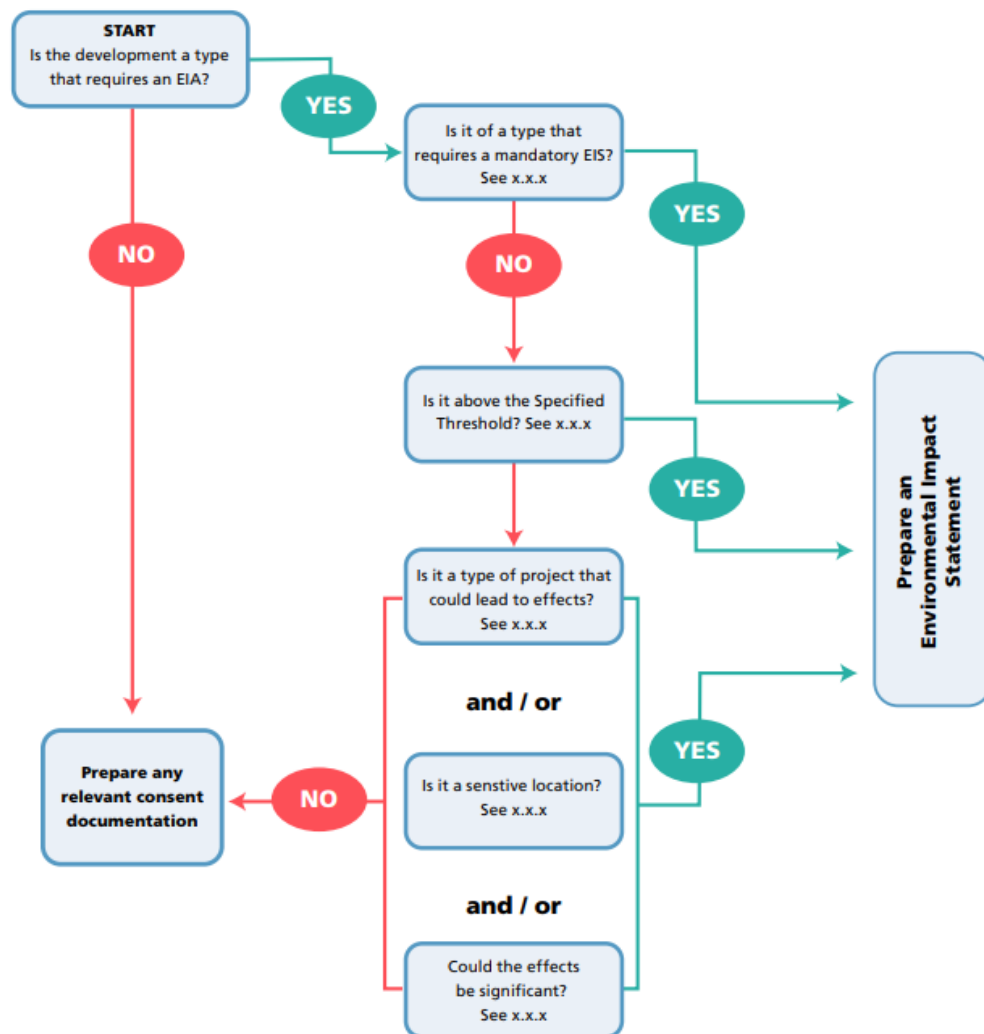 START
Is the development a type
that requires an EIA?
YES
Is it of a type that
requires a mandatory EIS?
See x.x.x
YES
NO
NO
Is it above the Specified
Threshold? See x.x.x
YES
Prepare an
Environmental Impact
Statement
Is it a type of project that
could lead to effects?
See x.x.x
and / or
YES
Prepare any
relevant consent
documentation
NO
Is it a senstive location?
See x.x.x
and / or
Could the effects
be significant?
See x.x.x